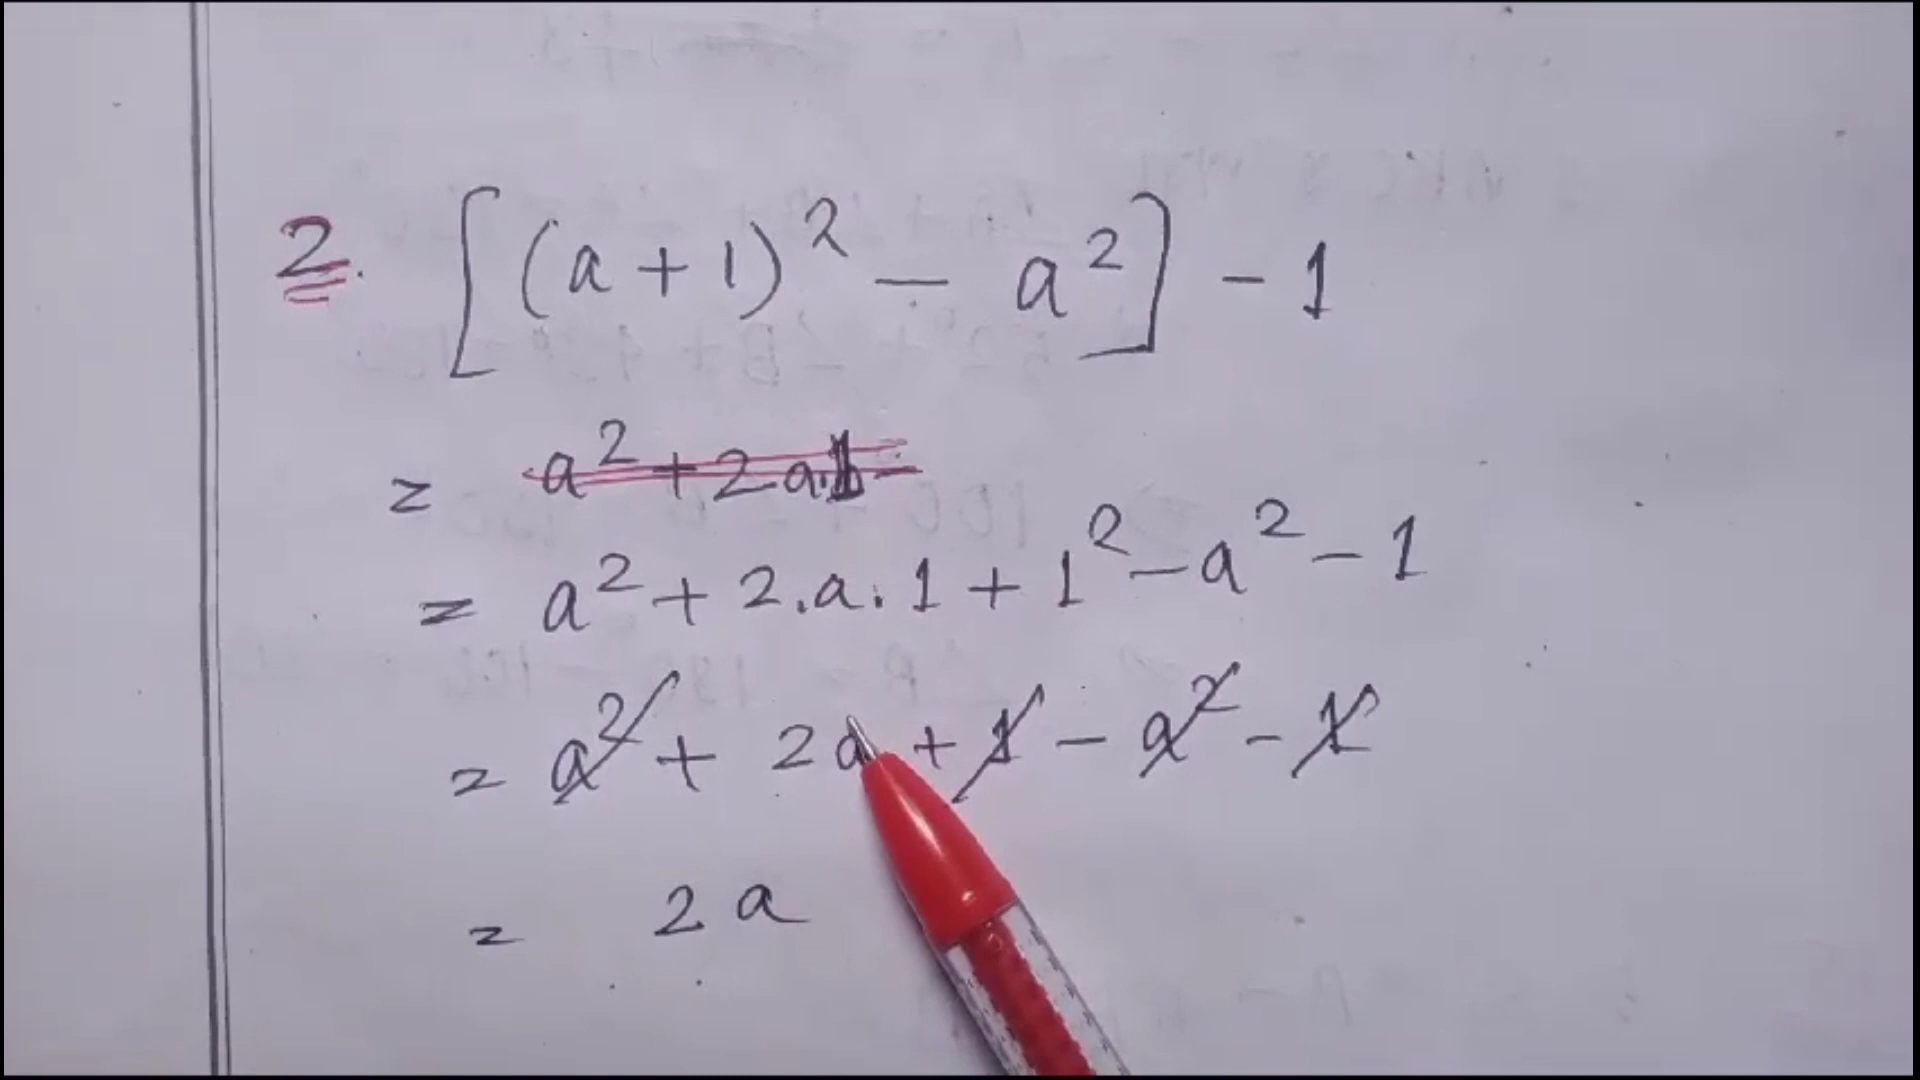 2. [(a+1)² - a²] - 1
= a² + 2a.1
= a² + 2.a.1 + 1² - a² - 1
= a² + 2a + 1 - a² - 1
= 2a